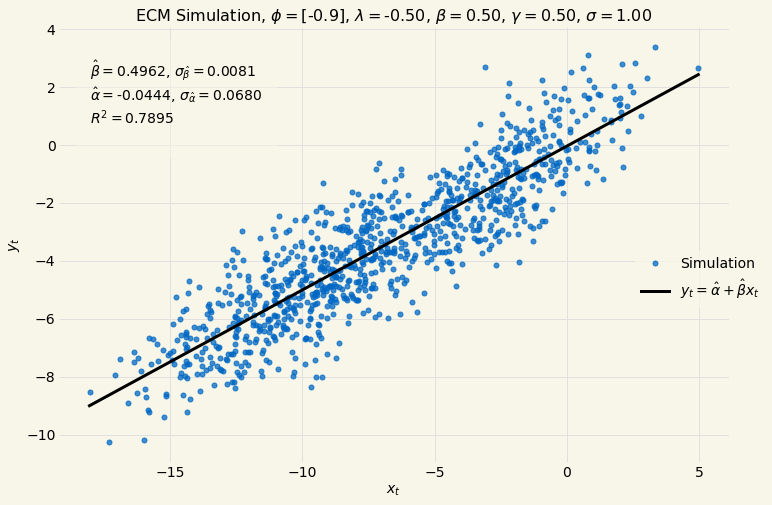 ECM Simulation, ϕ = [-0.9], λ = -0.50, β = 0.50, γ = 0.50, σ = 1.00
4
2
0
−2
−4
−6
−8
−10
y_t
β̂ = 0.4962, σ_β̂ = 0.0081
α̂ = -0.0444, σ_α̂ = 0.0680
R² = 0.7895
Simulation
y_t = α̂ + β̂x_t
−15 −10 −5 0 5
x_t